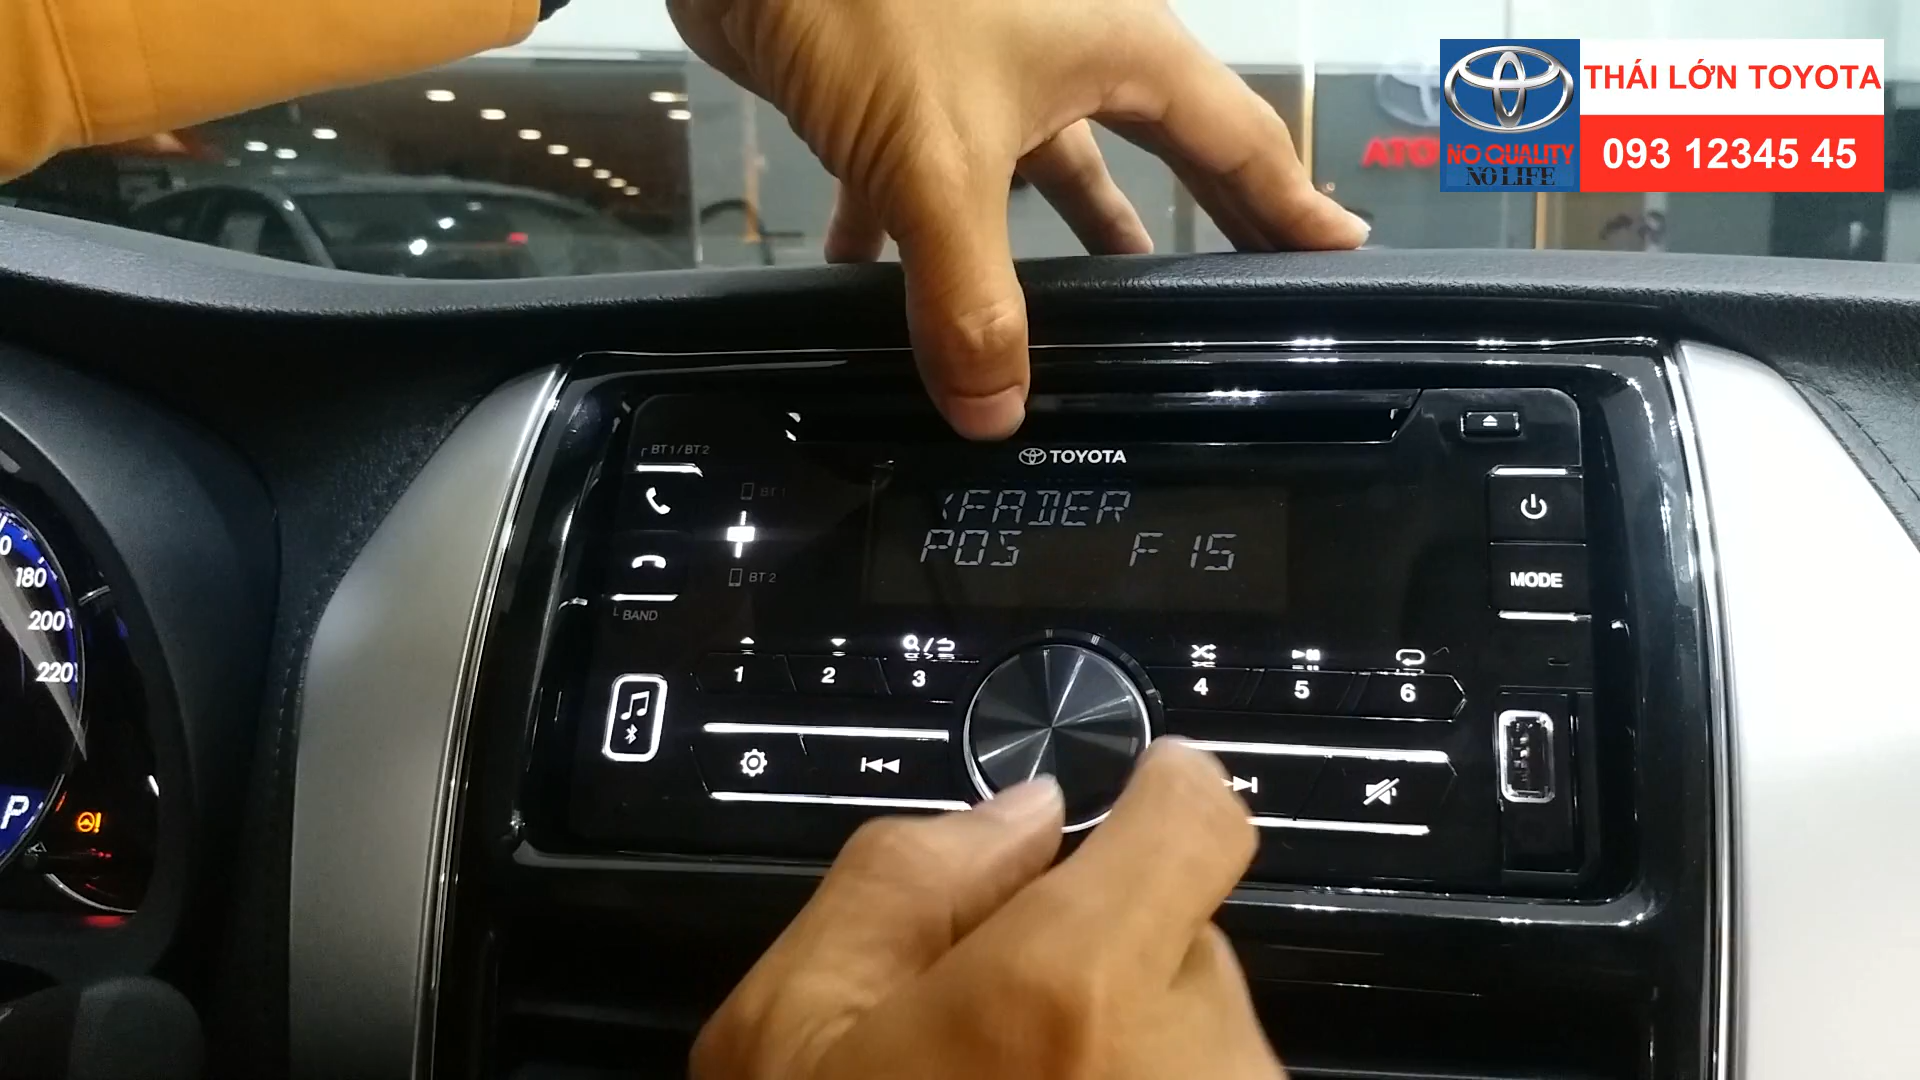 THÁI LỚN TOYOTA
NO QUALITY
NO LIFE
093 12345 45
BT1/BT2
TOYOTA
BT 1
<FADER
POS F15
MODE
BT 2
BAND
1
2
3
4
5
6
180
200
220
P